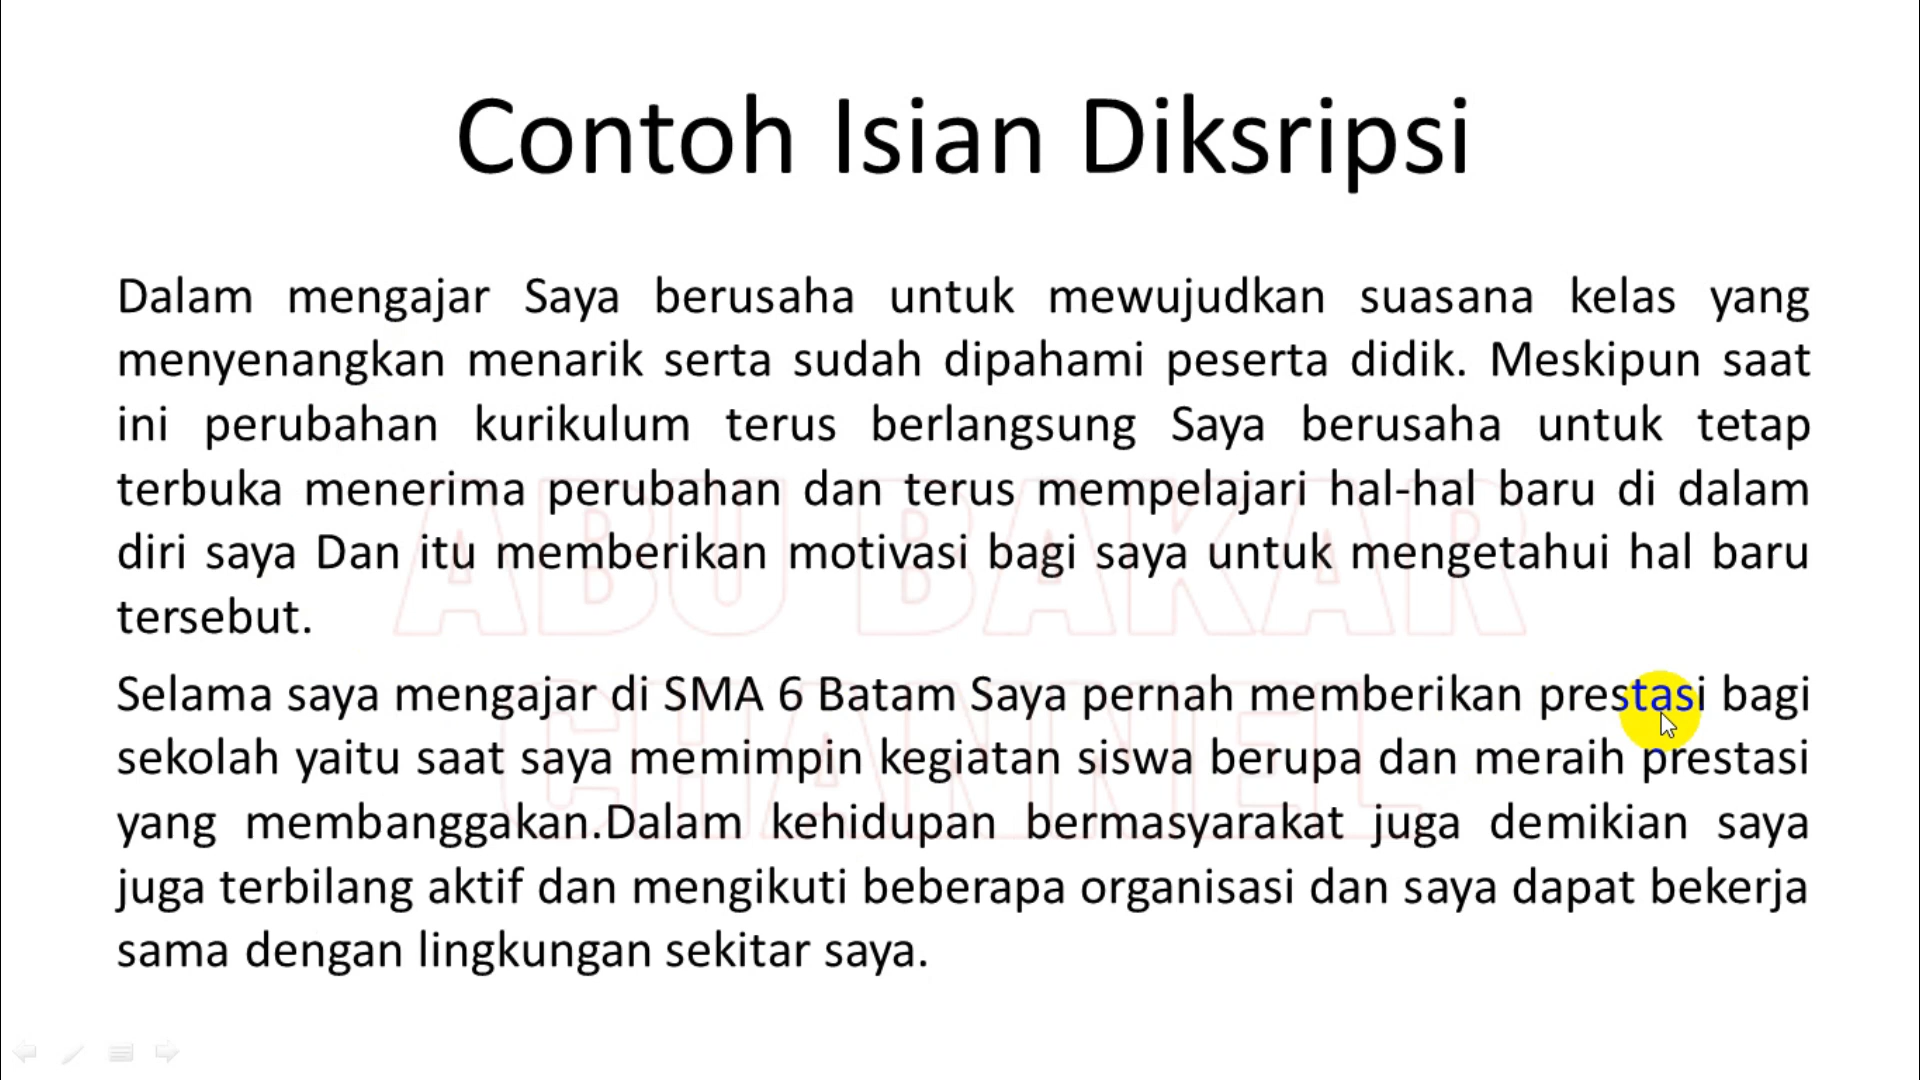 Contoh Isian Diksripsi
Dalam mengajar Saya berusaha untuk mewujudkan suasana kelas yang
menyenangkan menarik serta sudah dipahami peserta didik. Meskipun saat
ini perubahan kurikulum terus berlangsung Saya berusaha untuk tetap
terbuka menerima perubahan dan terus mempelajari hal-hal baru di dalam
diri saya Dan itu memberikan motivasi bagi saya untuk mengetahui hal baru
tersebut.
Selama saya mengajar di SMA 6 Batam Saya pernah memberikan prestasi bagi
sekolah yaitu saat saya memimpin kegiatan siswa berupa dan meraih prestasi
yang membanggakan.Dalam kehidupan bermasyarakat juga demikian saya
juga terbilang aktif dan mengikuti beberapa organisasi dan saya dapat bekerja
sama dengan lingkungan sekitar saya.
ABU BAKAR
CHANNEL